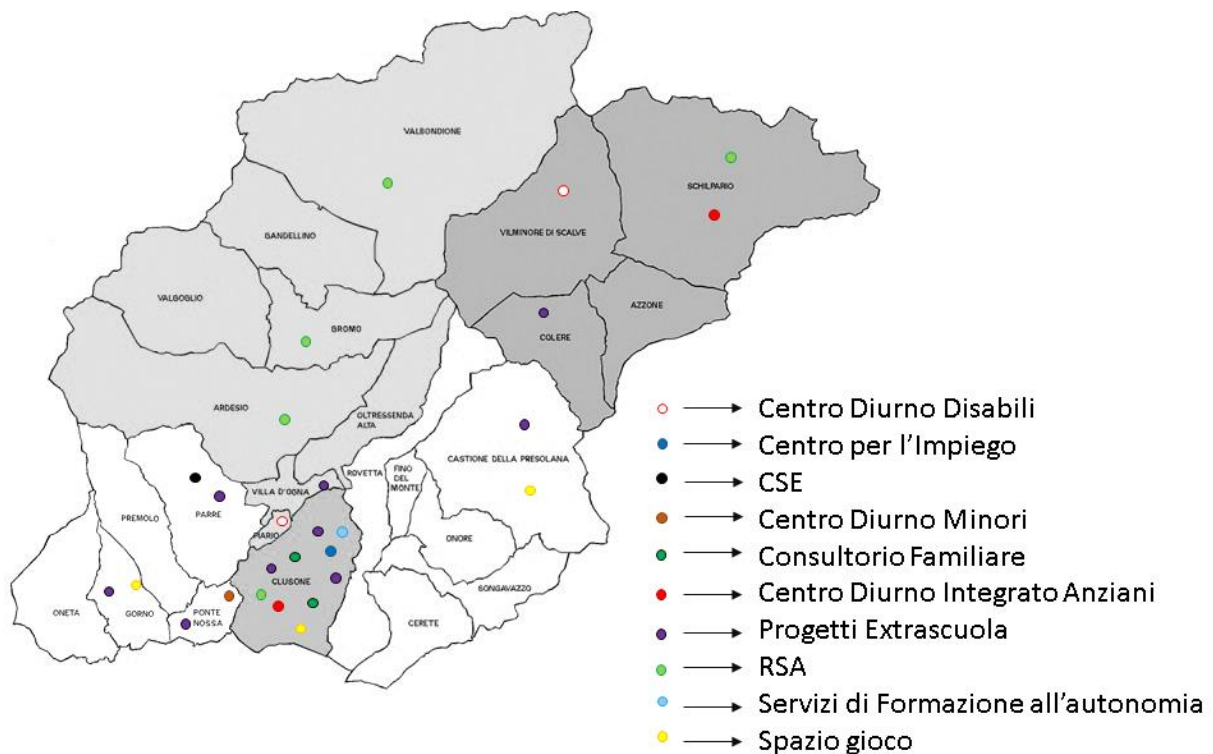 VALBONDIONE
SCHILPARIO
GANDELLINO
VILMINORE DI SCALVE
VALGOGLIO
AZZONE
GROMO
COLERE
ARDESIO
OLTRESSENDA
ALTA
CASTIONE DELLA PRESOLANA
ROVETTA
FINO
DEL
MONTE
VILLA D'OGNA
PARRE
PREMOLO
PIARIO
ONORE
CLUSONE
SONGAVAZZO
ONETA
GORNO
PONTE
NOSSA
CERETE
Centro Diurno Disabili
Centro per l'Impiego
CSE
Centro Diurno Minori
Consultorio Familiare
Centro Diurno Integrato Anziani
Progetti Extrascuola
RSA
Servizi di Formazione all'autonomia
Spazio gioco